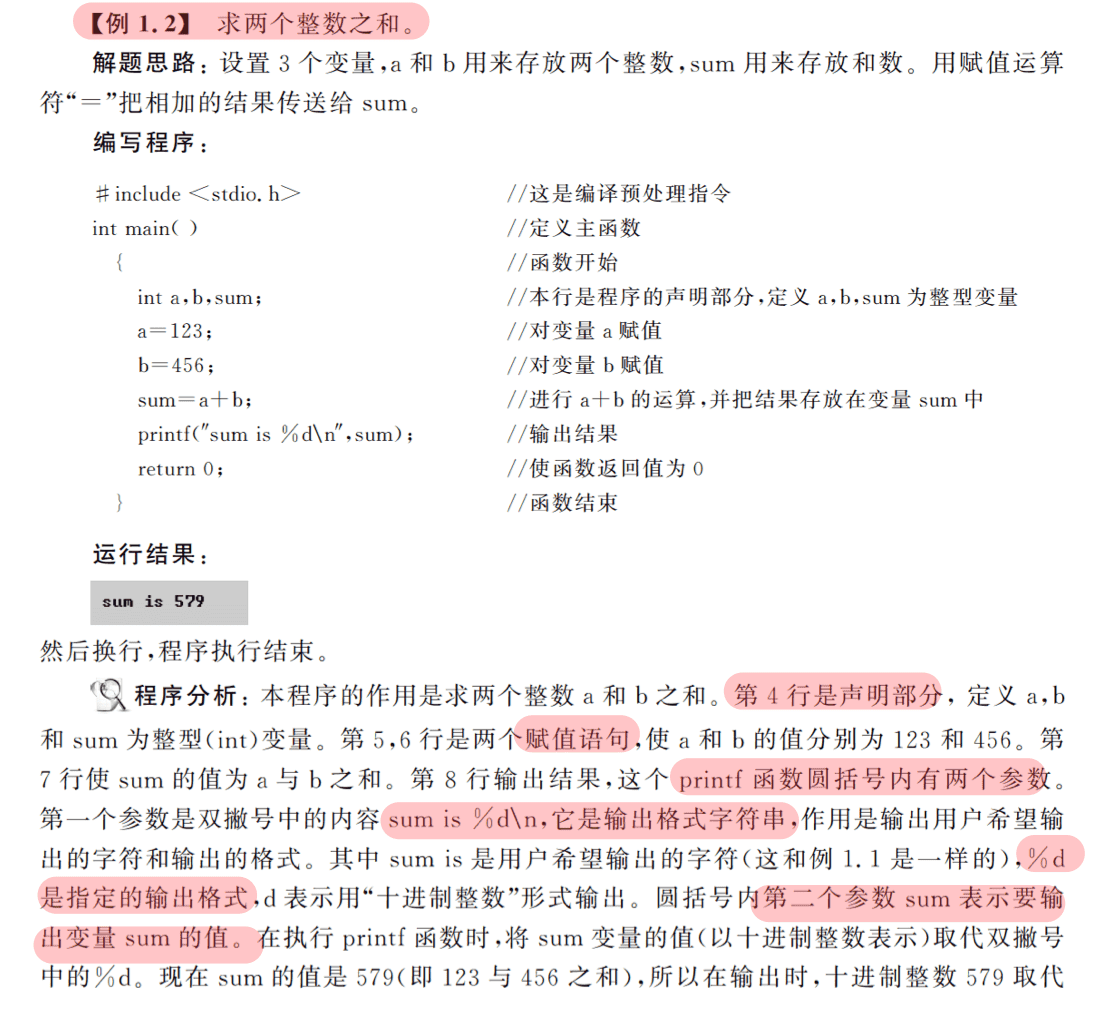 【例 1.2】 求两个整数之和。
解题思路：设置 3 个变量,a 和 b 用来存放两个整数,sum 用来存放和数。用赋值运算
符“=”把相加的结果传送给 sum。
编写程序：
#include <stdio.h> //这是编译预处理指令
int main( ) //定义主函数
{ //函数开始
int a,b,sum; //本行是程序的声明部分,定义 a,b,sum 为整型变量
a=123; //对变量 a 赋值
b=456; //对变量 b 赋值
sum=a+b; //进行 a+b 的运算,并把结果存放在变量 sum 中
printf("sum is %d\n",sum); //输出结果
return 0; //使函数返回值为 0
} //函数结束
运行结果：
sum is 579
然后换行,程序执行结束。
程序分析：本程序的作用是求两个整数 a 和 b 之和。第 4 行是声明部分, 定义 a,b
和 sum 为整型(int)变量。第 5,6 行是两个赋值语句,使 a 和 b 的值分别为 123 和 456。第
7 行使 sum 的值为 a 与 b 之和。第 8 行输出结果,这个 printf 函数圆括号内有两个参数。
第一个参数是双撇号中的内容 sum is %d\n,它是输出格式字符串,作用是输出用户希望输
出的字符和输出的格式。其中 sum is 是用户希望输出的字符(这和例 1.1 是一样的),%d
是指定的输出格式,d 表示用“十进制整数”形式输出。圆括号内第二个参数 sum 表示要输
出变量 sum 的值。在执行 printf 函数时,将 sum 变量的值(以十进制整数表示)取代双撇号
中的%d。现在 sum 的值是 579(即 123 与 456 之和),所以在输出时,十进制整数 579 取代